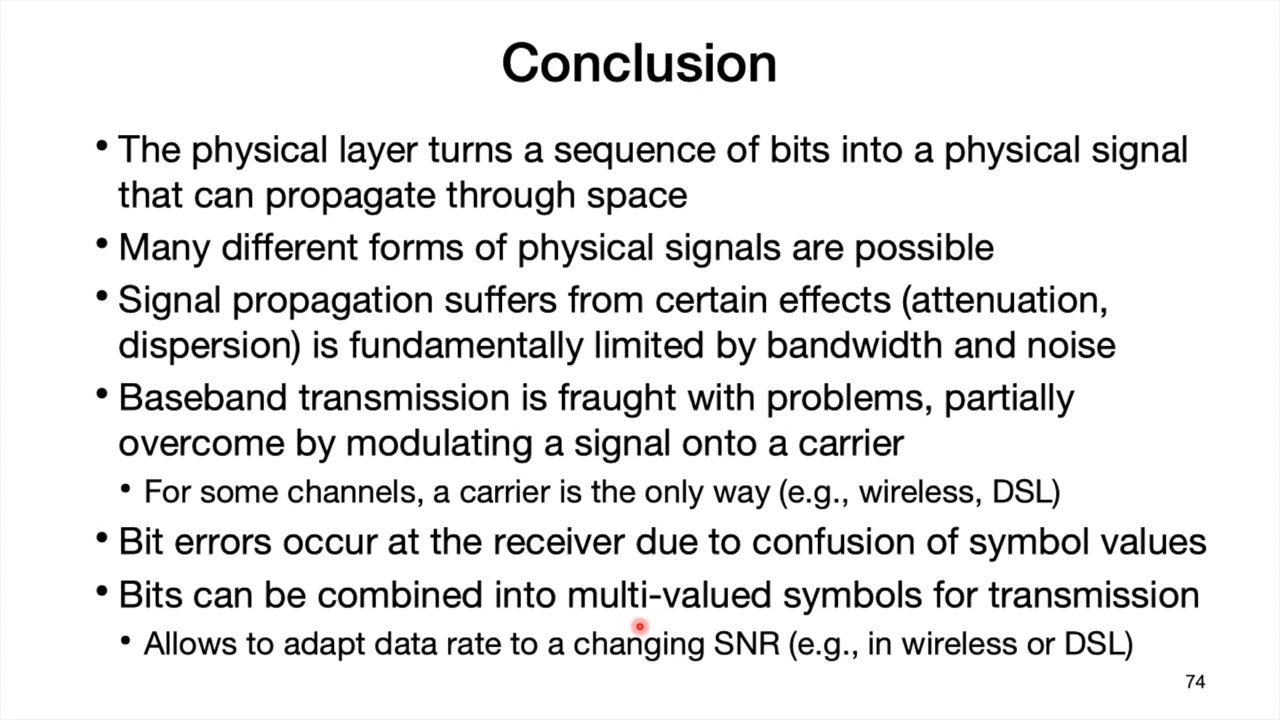 Conclusion
• The physical layer turns a sequence of bits into a physical signal
that can propagate through space
• Many different forms of physical signals are possible
• Signal propagation suffers from certain effects (attenuation,
dispersion) is fundamentally limited by bandwidth and noise
• Baseband transmission is fraught with problems, partially
overcome by modulating a signal onto a carrier
• For some channels, a carrier is the only way (e.g., wireless, DSL)
• Bit errors occur at the receiver due to confusion of symbol values
• Bits can be combined into multi-valued symbols for transmission
• Allows to adapt data rate to a changing SNR (e.g., in wireless or DSL)
74